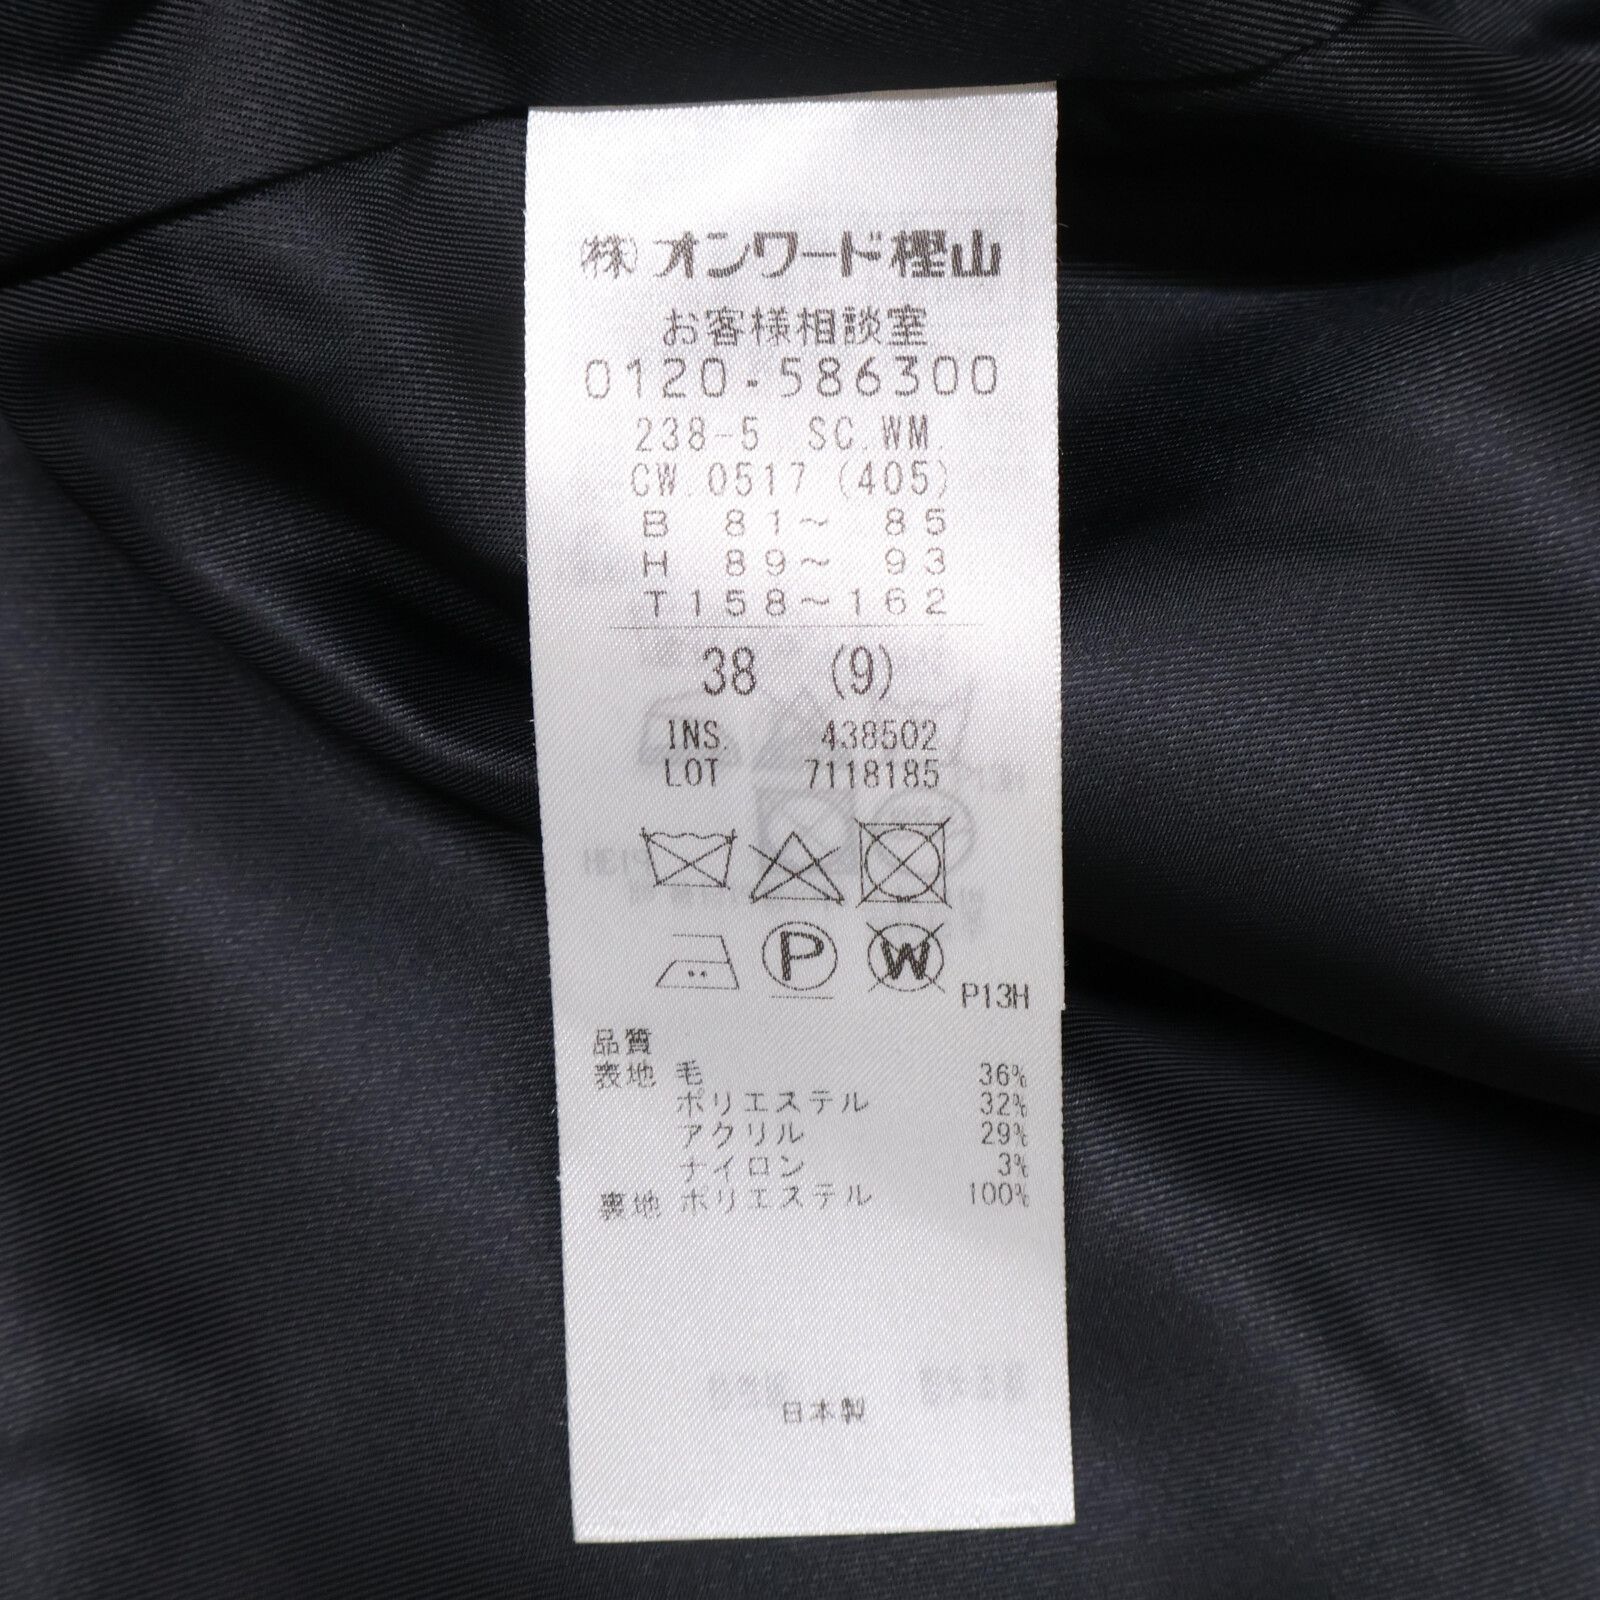 (株)オンワード樫山
お客様相談室
0120-586300
238-5 SC.WM.
CW.0517(405)
B 81~ 85
H 89~ 93
T158~162
38 (9)
INS. 438502
LOT 7118185
P W
P13H
品質
表地 毛 36%
ポリエステル 32%
アクリル 29%
ナイロン 3%
裏地 ポリエステル 100%
日本製